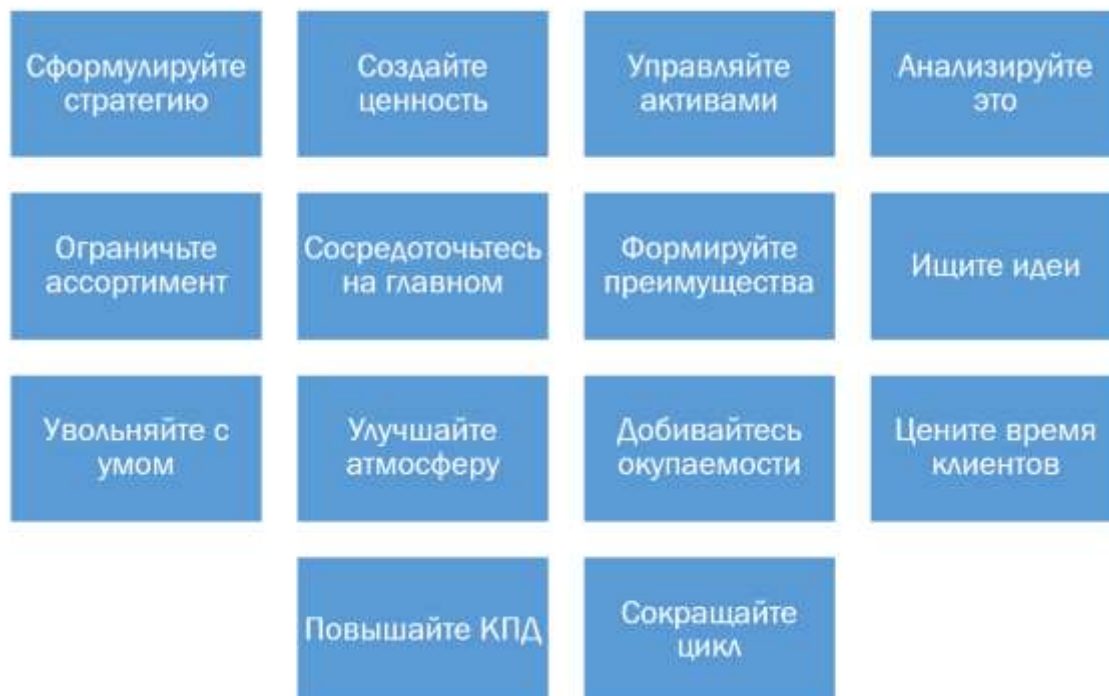 Сформулируйте
стратегию
Создайте
ценность
Управляйте
активами
Анализируйте
это
Ограничьте
ассортимент
Сосредоточьтесь
на главном
Формируйте
преимущества
Ищите идеи
Увольняйте с
умом
Улучшайте
атмосферу
Добивайтесь
окупаемости
Цените время
клиентов
Повышайте КПД
Сокращайте
цикл